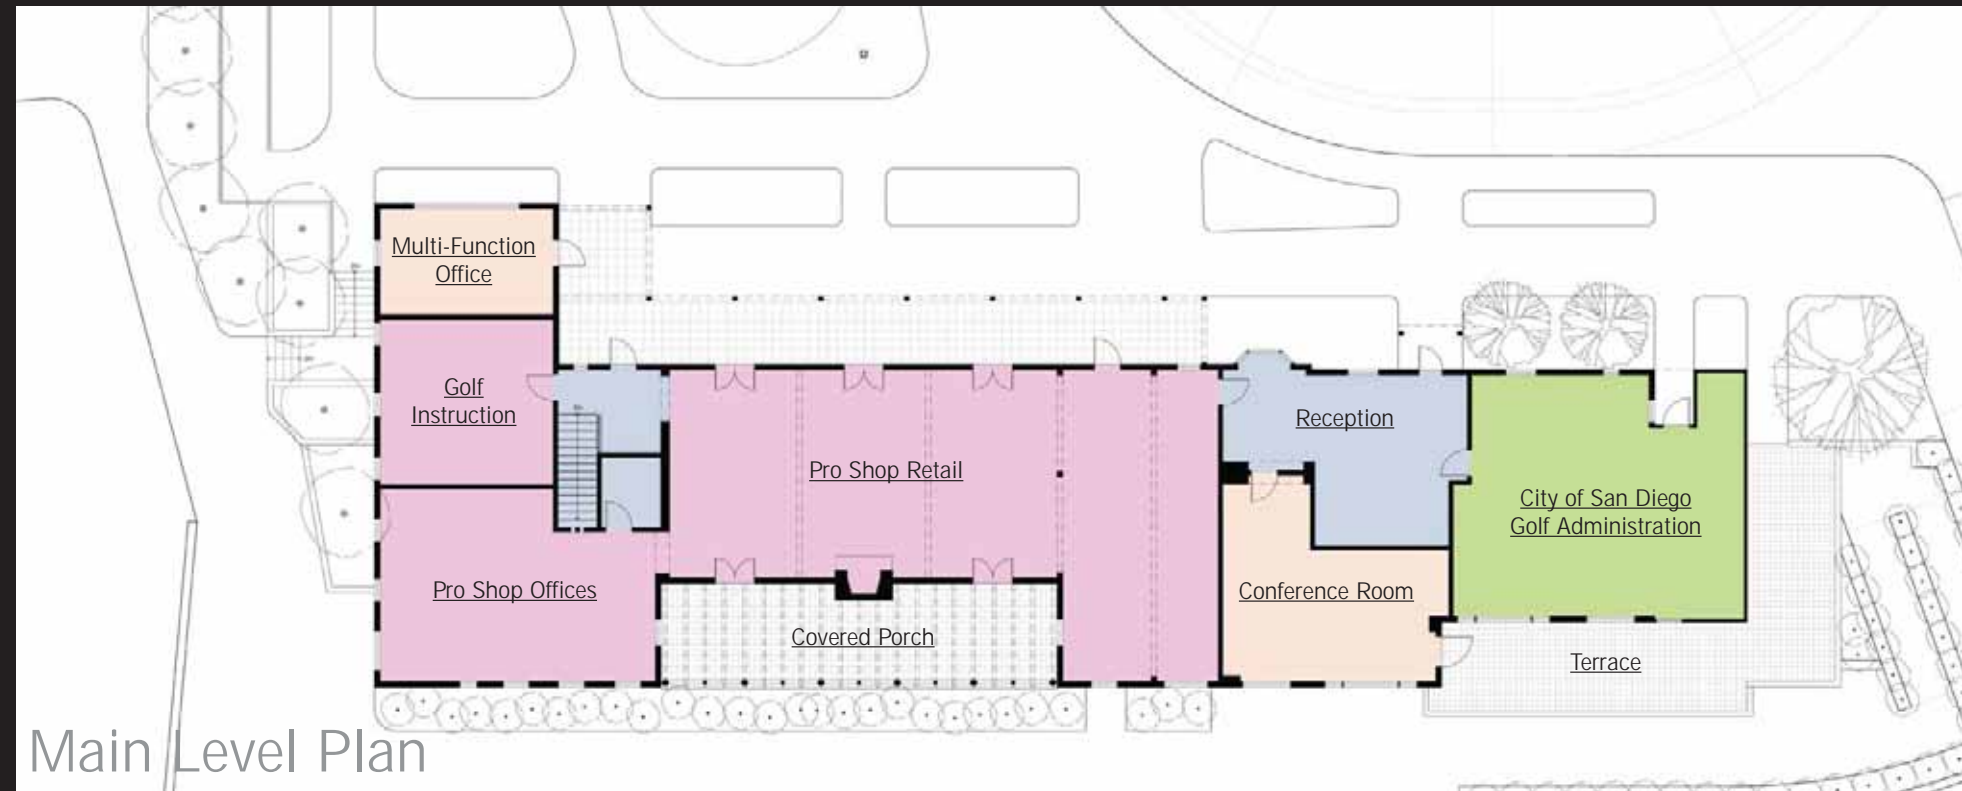 Multi-Function
Office
Golf
Instruction
Pro Shop Retail
Reception
City of San Diego
Golf Administration
Pro Shop Offices
Conference Room
Covered Porch
Terrace
Main Level Plan